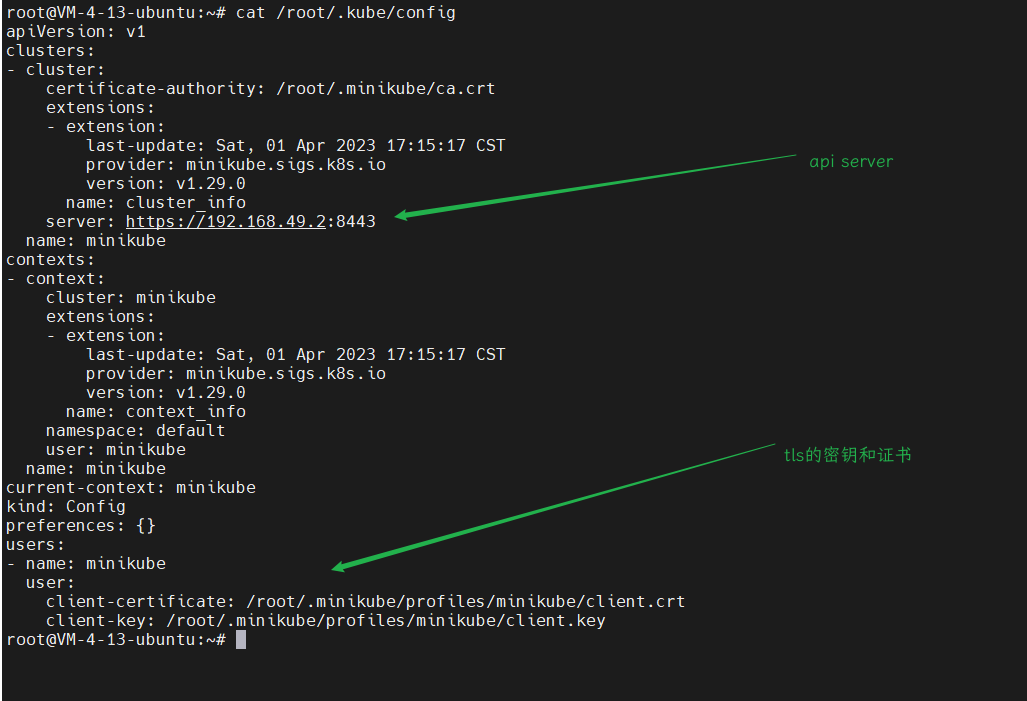 root@VM-4-13-ubuntu:~# cat /root/.kube/config
apiVersion: v1
clusters:
- cluster:
    certificate-authority: /root/.minikube/ca.crt
    extensions:
    - extension:
        last-update: Sat, 01 Apr 2023 17:15:17 CST
        provider: minikube.sigs.k8s.io
        version: v1.29.0
      name: cluster_info
    server: https://192.168.49.2:8443
  name: minikube
contexts:
- context:
    cluster: minikube
    extensions:
    - extension:
        last-update: Sat, 01 Apr 2023 17:15:17 CST
        provider: minikube.sigs.k8s.io
        version: v1.29.0
      name: context_info
    namespace: default
    user: minikube
  name: minikube
current-context: minikube
kind: Config
preferences: {}
users:
- name: minikube
  user:
    client-certificate: /root/.minikube/profiles/minikube/client.crt
    client-key: /root/.minikube/profiles/minikube/client.key
root@VM-4-13-ubuntu:~#
api server
tls的密钥和证书